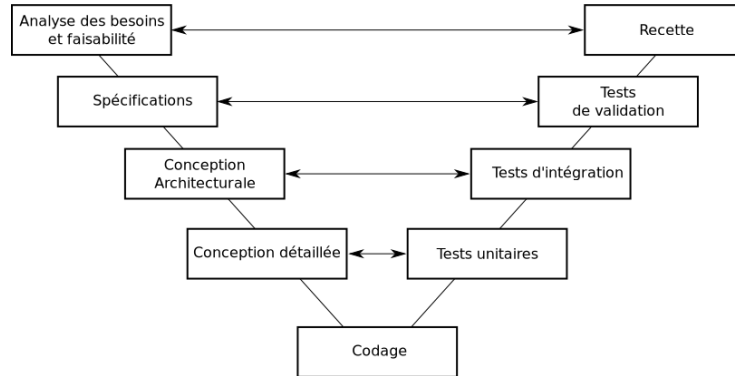 Analyse des besoins
et faisabilité
Recette
Spécifications
Tests
de validation
Conception
Architecturale
Tests d'intégration
Conception détaillée
Tests unitaires
Codage